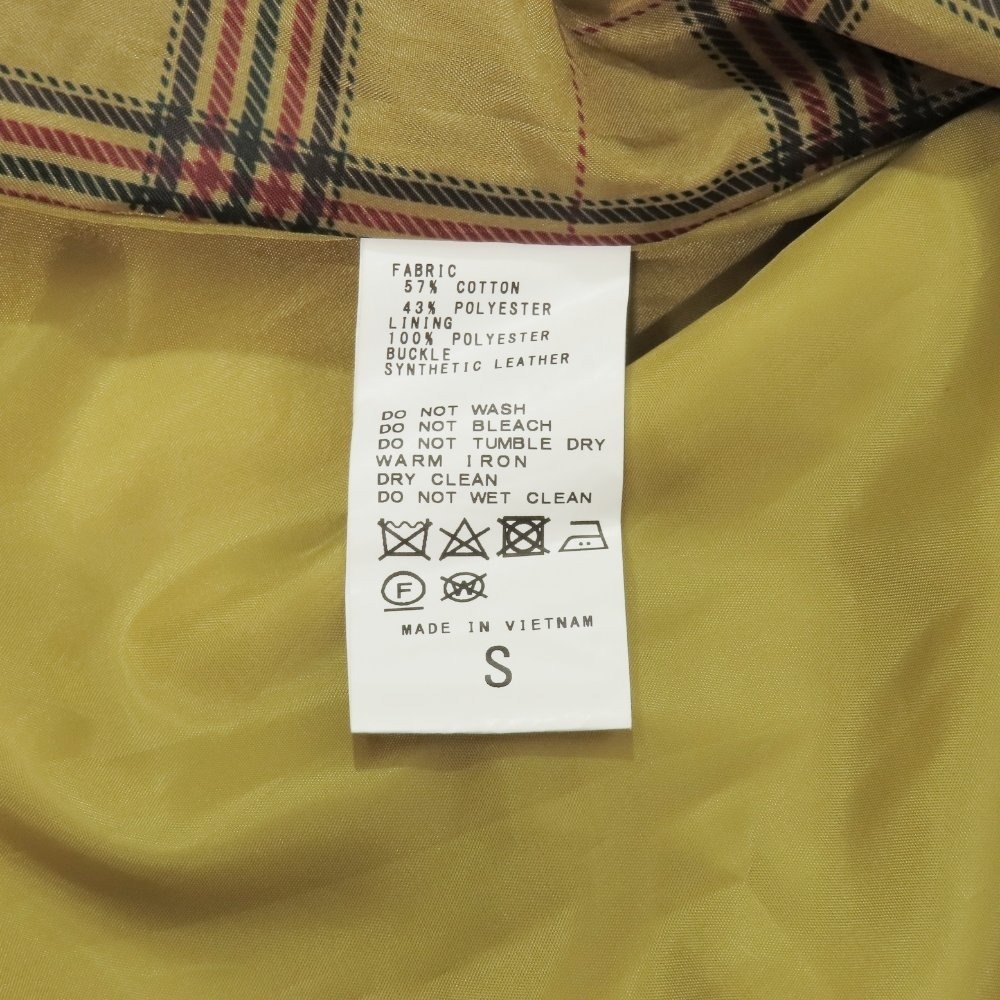 FABRIC
57% COTTON
43% POLYESTER
LINING
100% POLYESTER
BUCKLE
SYNTHETIC LEATHER
DO NOT WASH
DO NOT BLEACH
DO NOT TUMBLE DRY
WARM IRON
DRY CLEAN
DO NOT WET CLEAN
F W
MADE IN VIETNAM
S